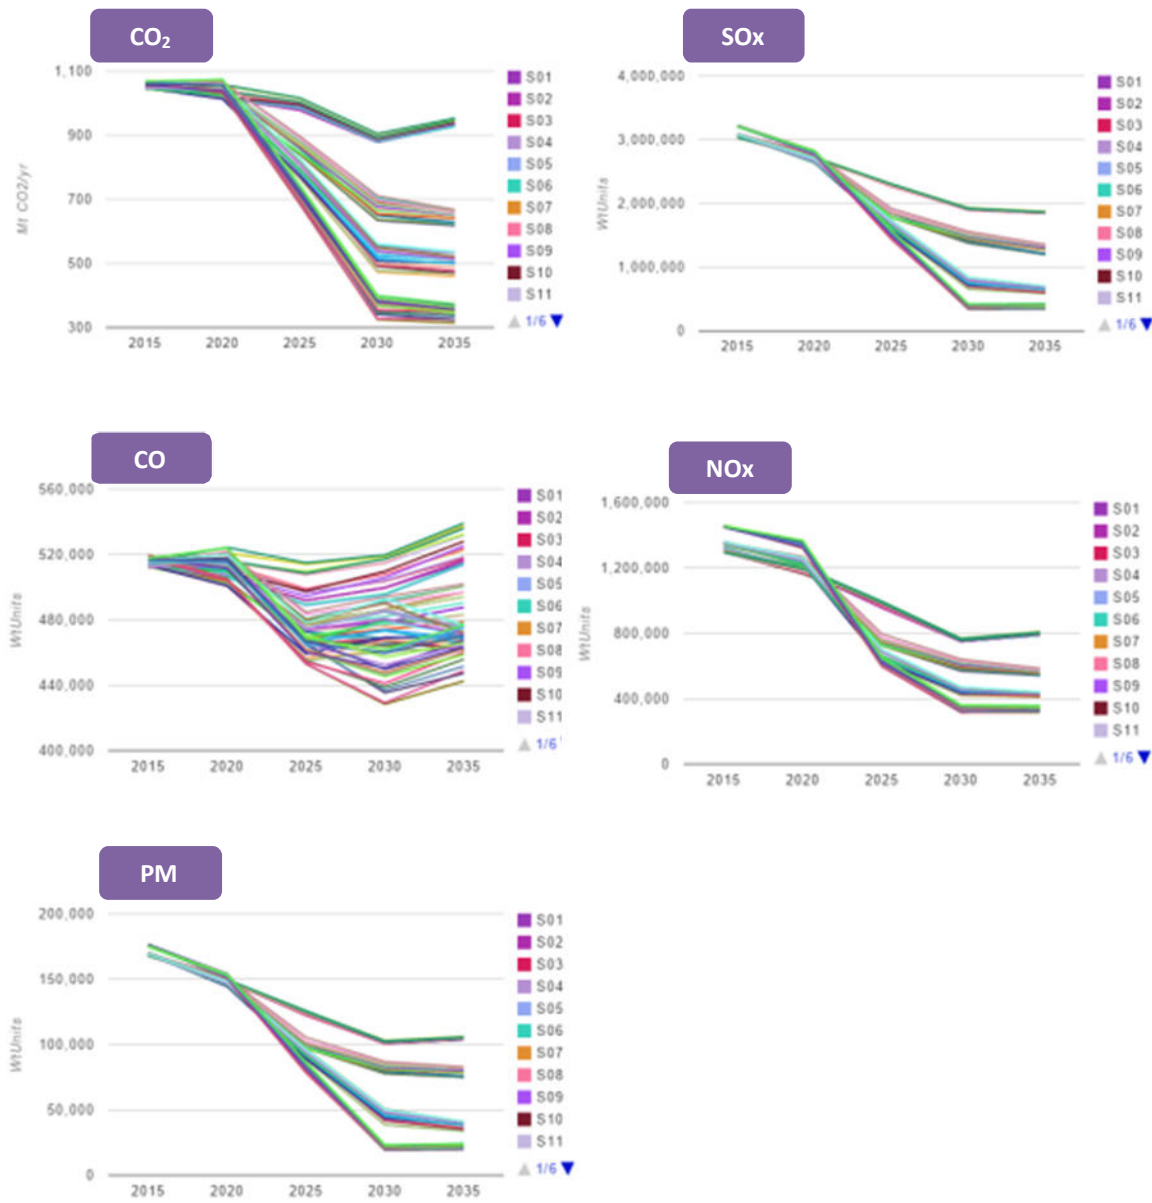 CO₂
1,100
900
700
500
300
Mt CO2/yr
2015 2020 2025 2030 2035
S01
S02
S03
S04
S05
S06
S07
S08
S09
S10
S11
1/6
SOx
4,000,000
3,000,000
2,000,000
1,000,000
0
WtUnits
2015 2020 2025 2030 2035
S01
S02
S03
S04
S05
S06
S07
S08
S09
S10
S11
1/6
CO
560,000
520,000
480,000
440,000
400,000
WtUnits
2015 2020 2025 2030 2035
S01
S02
S03
S04
S05
S06
S07
S08
S09
S10
S11
1/6
NOx
1,600,000
1,200,000
800,000
400,000
0
WtUnits
2015 2020 2025 2030 2035
S01
S02
S03
S04
S05
S06
S07
S08
S09
S10
S11
1/6
PM
200,000
150,000
100,000
50,000
0
WtUnits
2015 2020 2025 2030 2035
S01
S02
S03
S04
S05
S06
S07
S08
S09
S10
S11
1/6